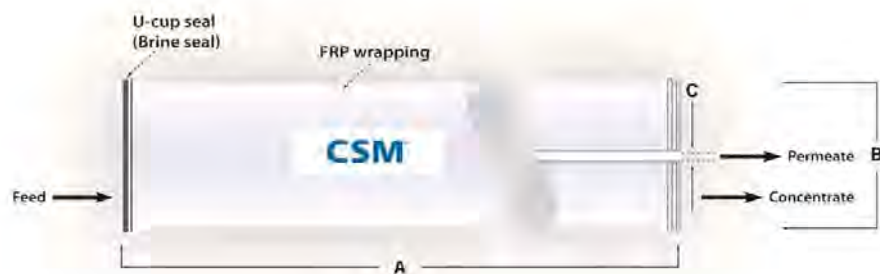 U-cup seal
(Brine seal)
FRP wrapping
C
CSM
Permeate
B
Feed
Concentrate
A